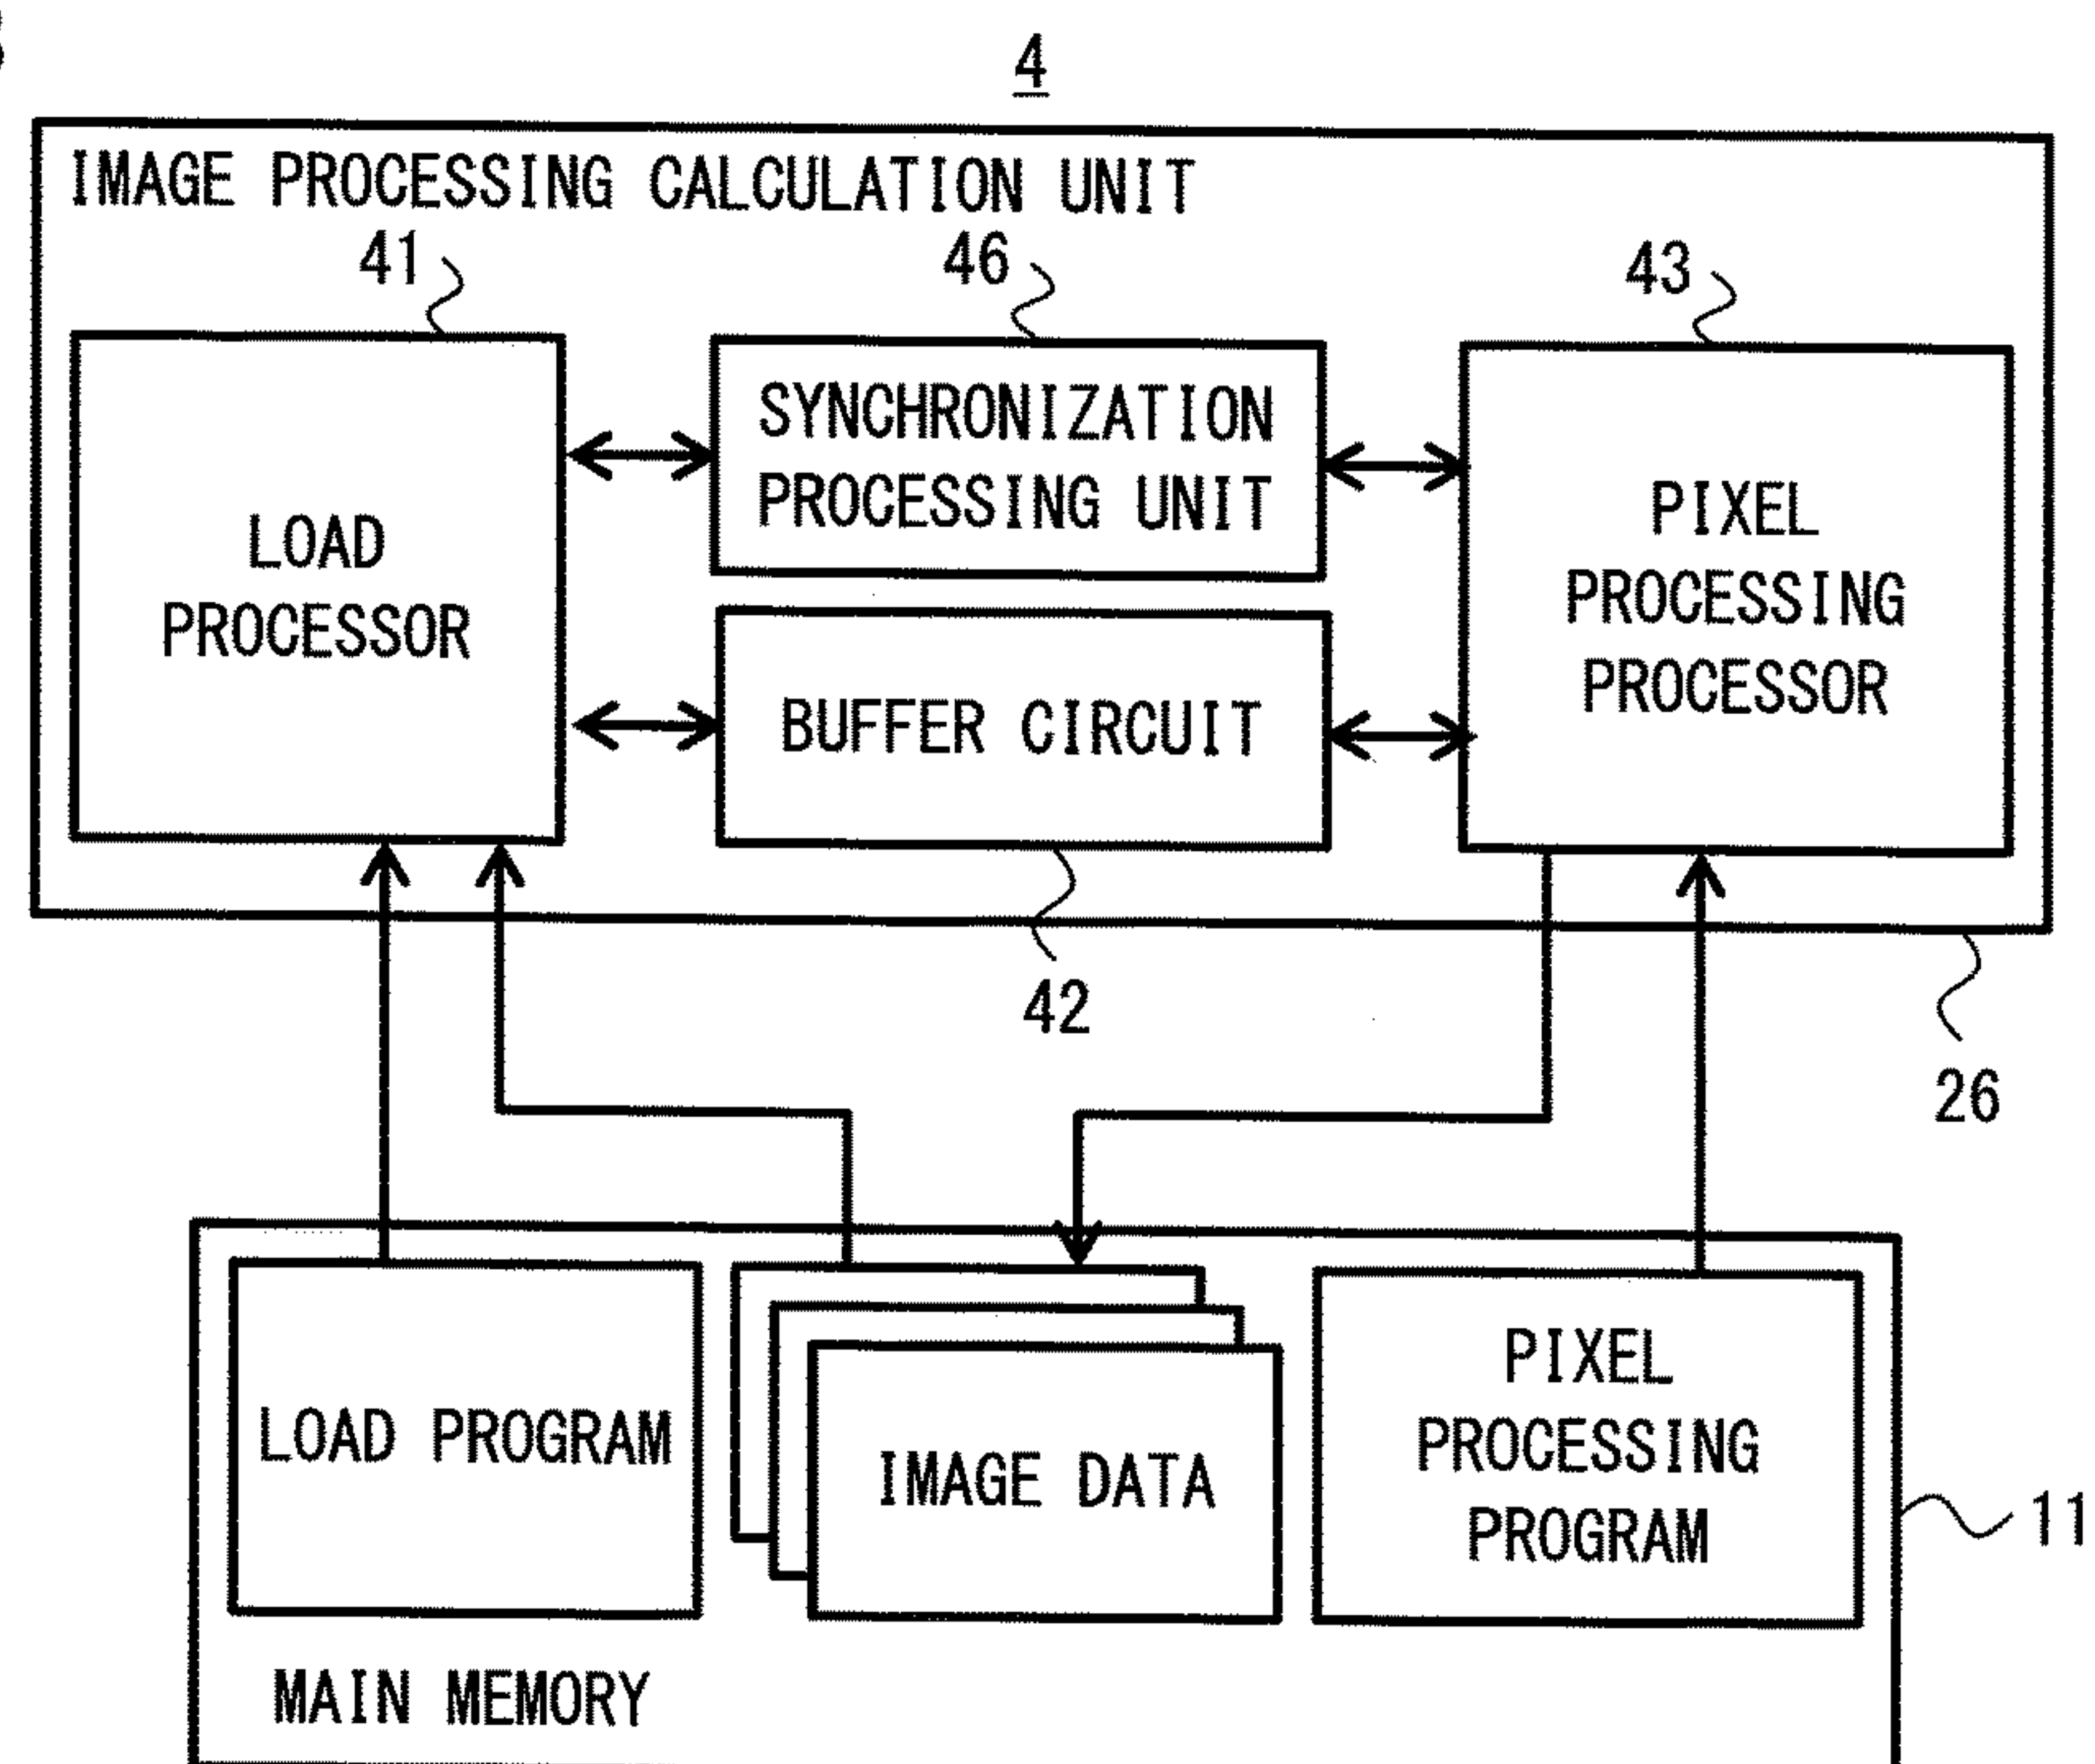 4
IMAGE PROCESSING CALCULATION UNIT
41
46
43
LOAD
PROCESSOR
SYNCHRONIZATION
PROCESSING UNIT
BUFFER CIRCUIT
PIXEL
PROCESSING
PROCESSOR
42
26
LOAD PROGRAM
IMAGE DATA
PIXEL
PROCESSING
PROGRAM
11
MAIN MEMORY